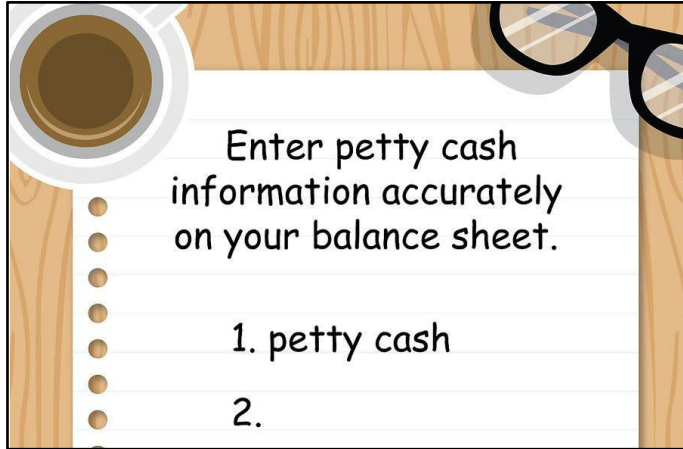 Enter petty cash
information accurately
on your balance sheet.
1. petty cash
2.